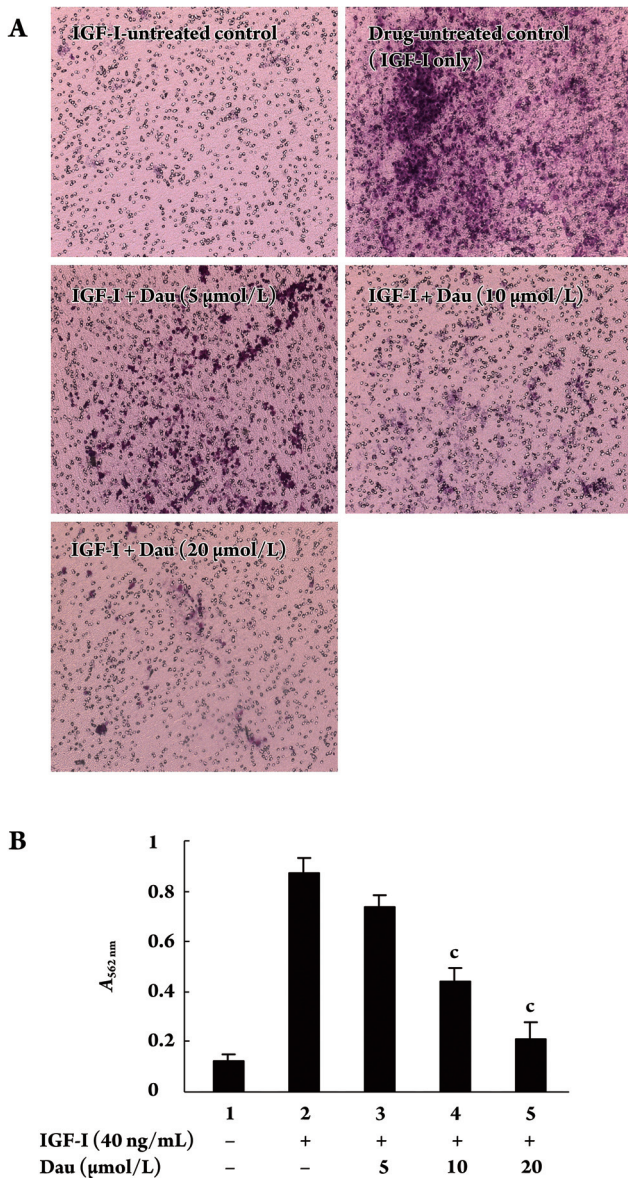 A
IGF-I-untreated control
Drug-untreated control
( IGF-I only )
IGF-I + Dau (5 μmol/L)
IGF-I + Dau (10 μmol/L)
IGF-I + Dau (20 μmol/L)
B
1
0.8
0.6
0.4
0.2
0
A562 nm
c
c
1 2 3 4 5
IGF-I (40 ng/mL) – + + + +
Dau (μmol/L) – – 5 10 20